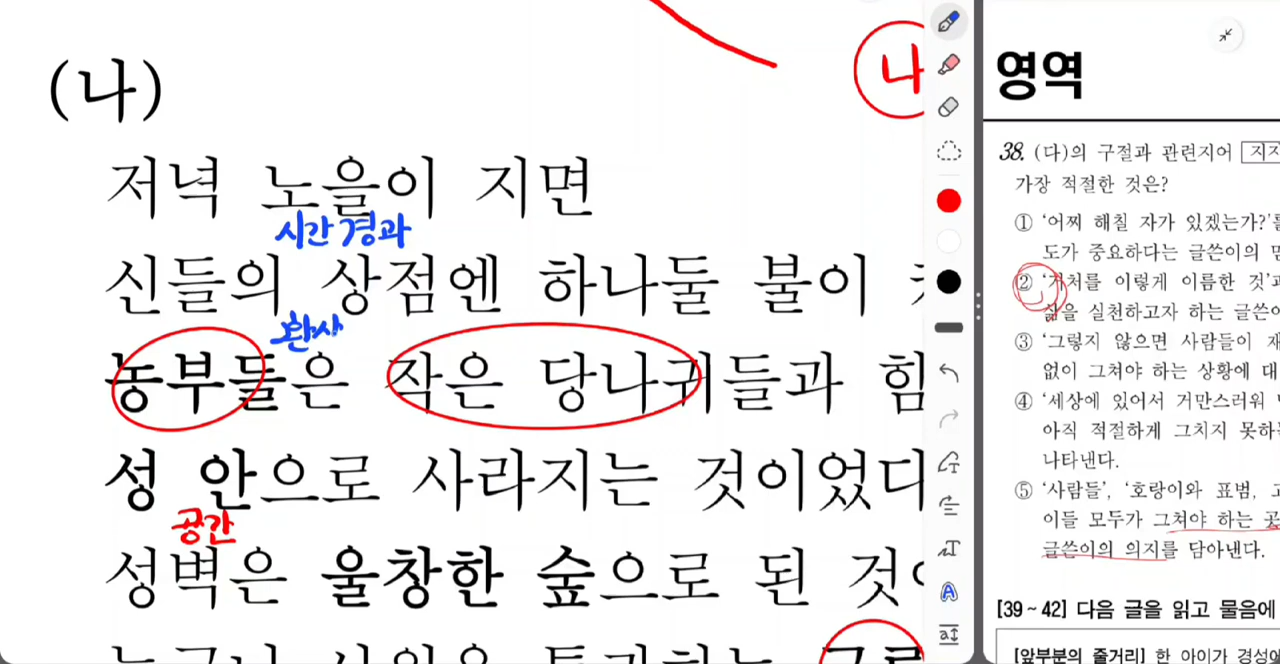 (나)
나
저녁 노을이 지면
시간 경과
신들의 상점엔 하나둘 불이
환상
농부들은 작은 당나귀들과 힘
성 안으로 사라지는 것이었다
공간
성벽은 울창한 숲으로 된 것
영역
38. (다)의 구절과 관련지어 지지
가장 적절한 것은?
① ‘어찌 해칠 자가 있겠는가?’를
도가 중요하다는 글쓴이의
② ‘거처를 이렇게 이름한 것’과
삶을 실천하고자 하는 글쓴이
③ ‘그렇지 않으면 사람들이 재
없이 그쳐야 하는 상황에 대
④ ‘세상에 있어서 거만스러워
아직 적절하게 그치지 못하
나타낸다.
⑤ ‘사람들’, ‘호랑이와 표범,
이들 모두가 그쳐야 하는 곳
글쓴이의 의지를 담아낸다.
[39~42] 다음 글을 읽고 물음에
[앞부분의 줄거리] 한 아이가 경성에